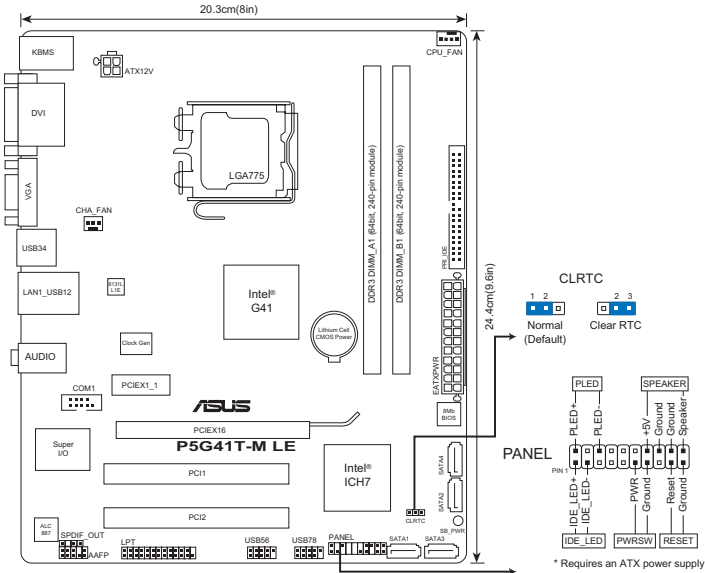 20.3cm(8in)
KBMS
ATX12V
CPU_FAN
DVI
LGA775
DDR3 DIMM_A1 (64bit, 240-pin module)
DDR3 DIMM_B1 (64bit, 240-pin module)
PRI_IDE
24.4cm(9.6in)
VGA
CHA_FAN
USB34
LAN1_USB12
8131L
L1E
Intel®
G41
Lithium Cell
CMOS Power
EATXPWR
CLRTC
1 2
2 3
Normal
(Default)
Clear RTC
AUDIO
Clock Gen
PCIEX1_1
COM1
ASUS
8Mb
BIOS
PCIEX16
P5G41T-M LE
Super
I/O
PCI1
Intel®
ICH7
SATA4
SATA2
PCI2
CLRTC
SB_PWR
ALC
887
SPDIF_OUT
AAFP
LPT
USB56
USB78
PANEL
SATA1
SATA3
PLED
SPEAKER
PLED+
PLED-
+5V
Ground
Ground
Speaker-
PANEL
PIN 1
IDE_LED+
IDE_LED-
PWR
Ground
Reset
Ground
IDE_LED
PWRSW
RESET
* Requires an ATX power supply